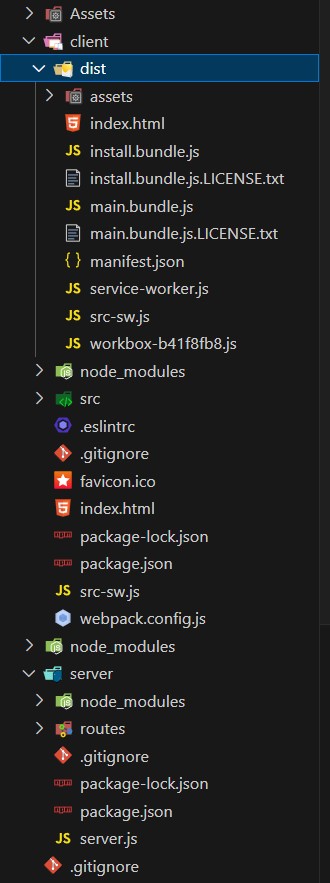 Assets
client
dist
assets
index.html
JS install.bundle.js
install.bundle.js.LICENSE.txt
JS main.bundle.js
main.bundle.js.LICENSE.txt
{ } manifest.json
JS service-worker.js
JS src-sw.js
JS workbox-b41f8fb8.js
node_modules
src
.eslintrc
.gitignore
favicon.ico
index.html
package-lock.json
package.json
JS src-sw.js
webpack.config.js
node_modules
server
node_modules
routes
.gitignore
package-lock.json
package.json
JS server.js
.gitignore